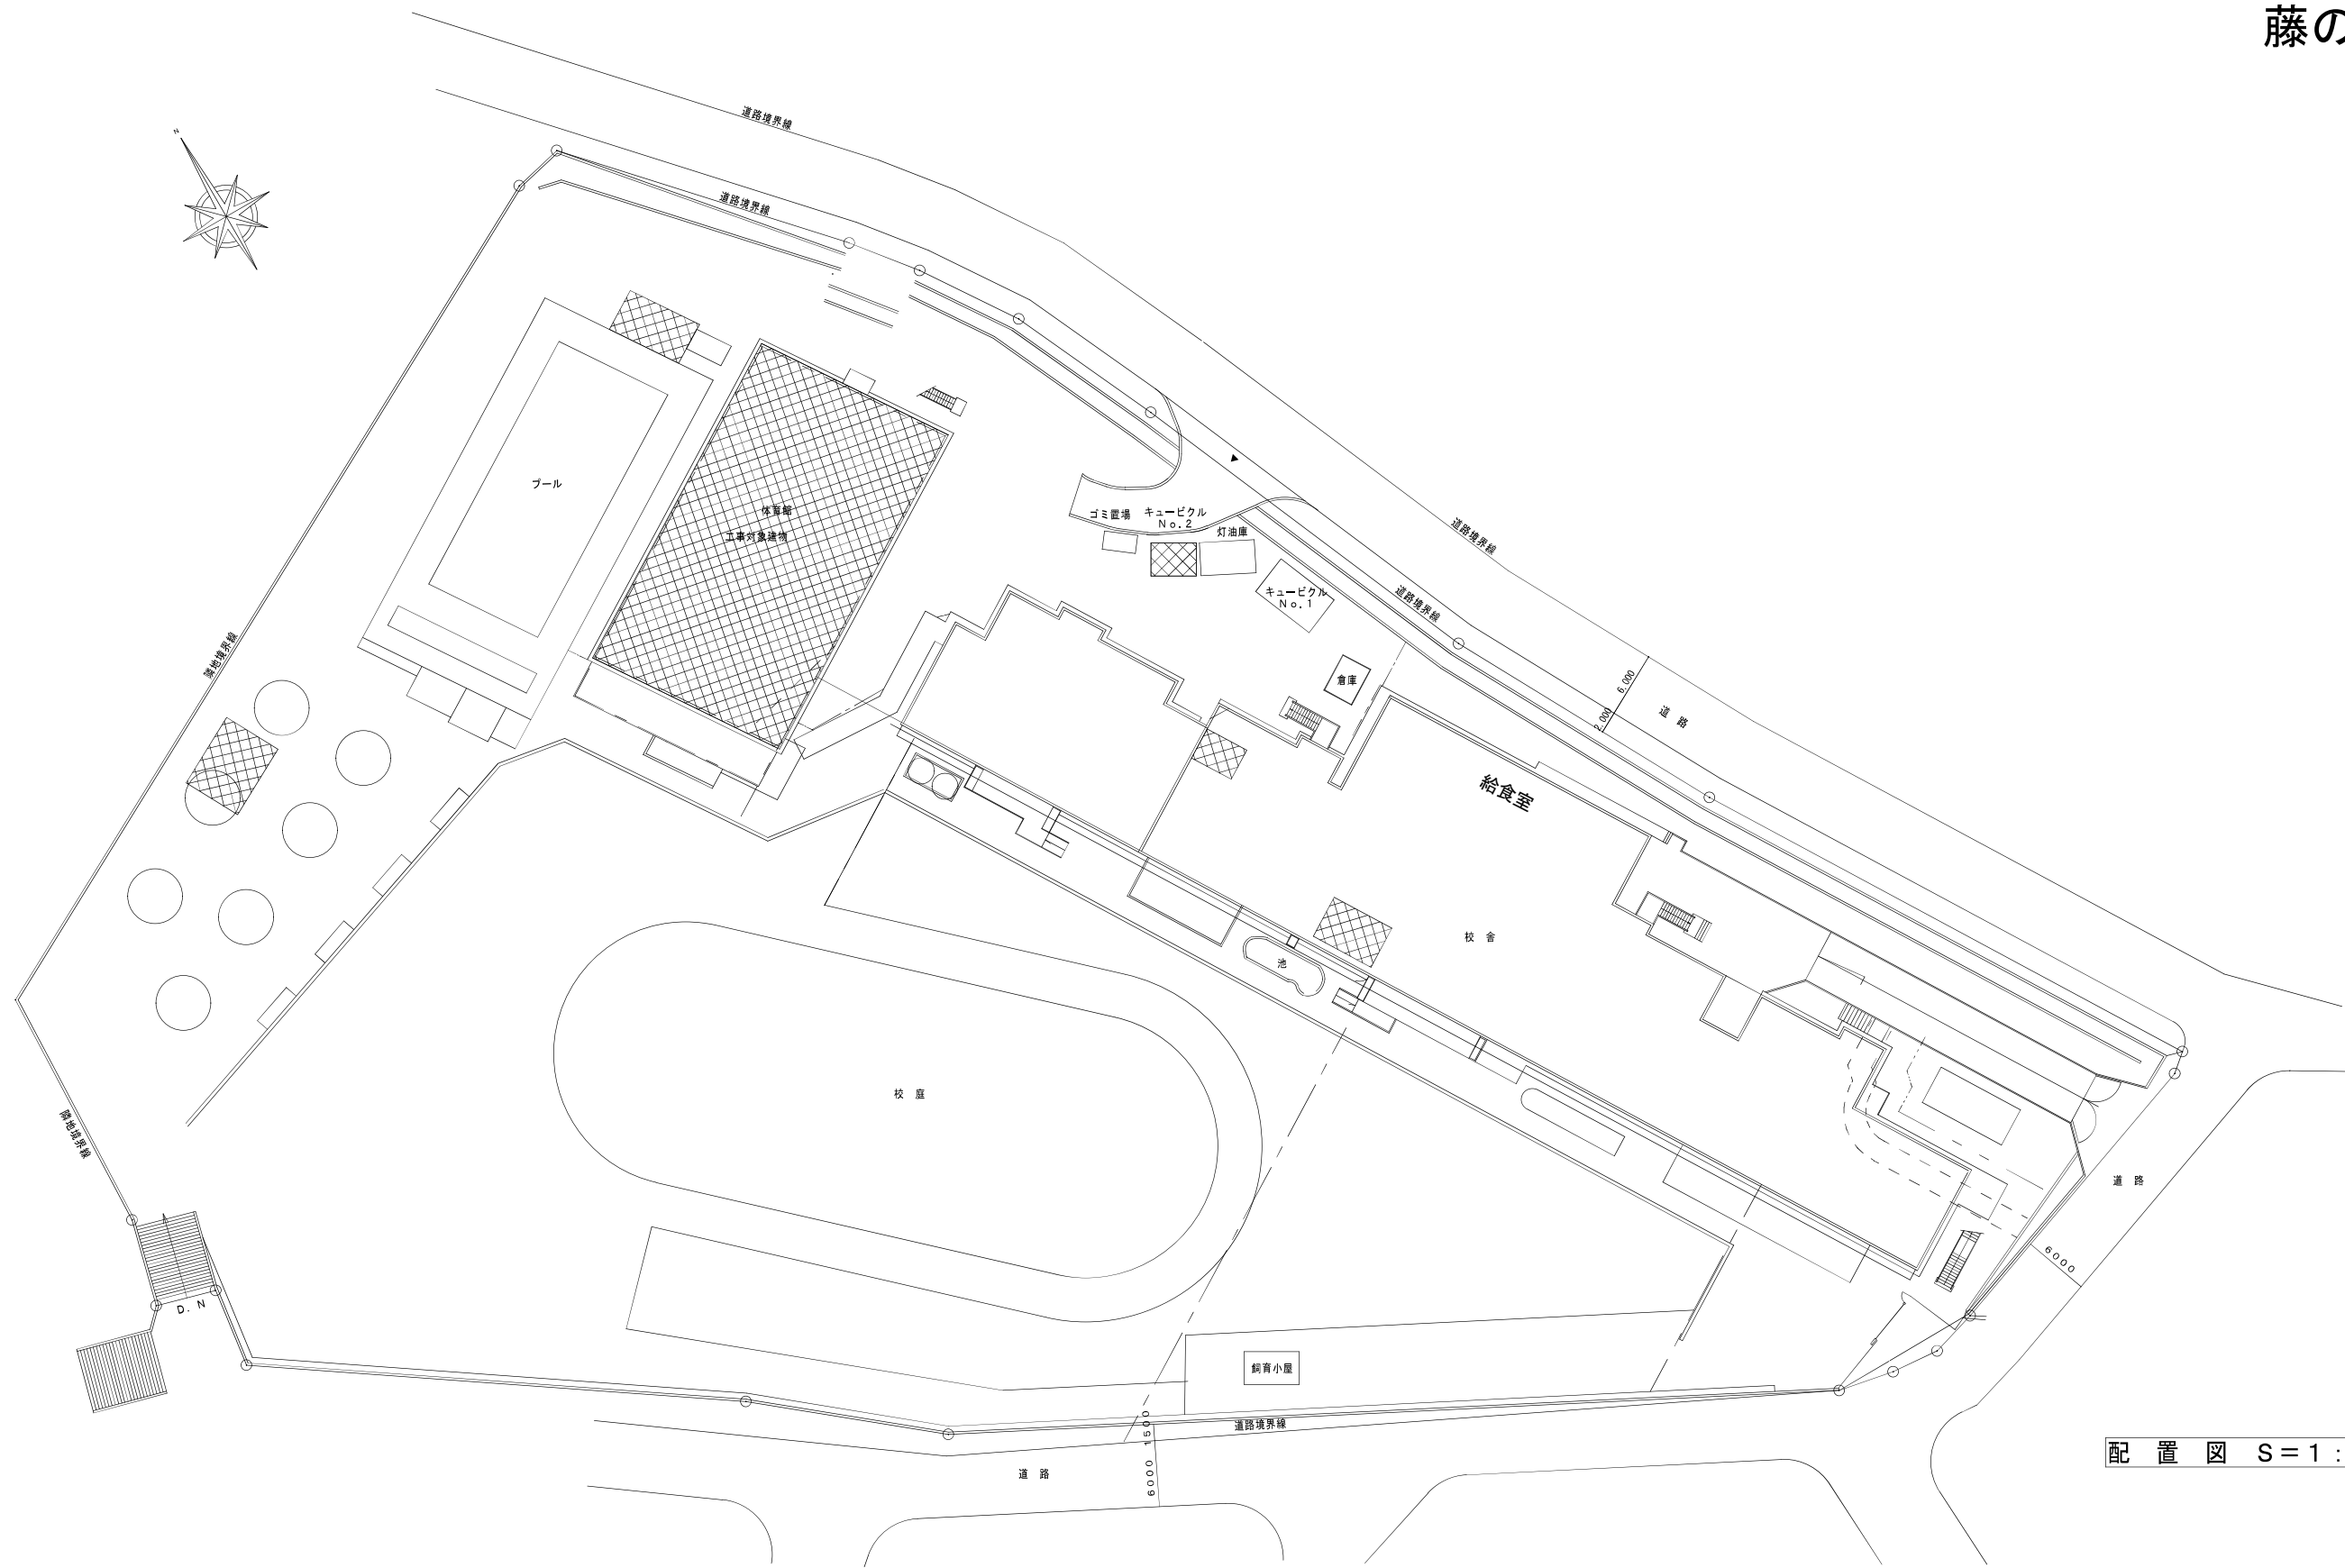 藤の
N
道路境界線
道路境界線
プール
体育館
工事対象建物
ゴミ置場
キュービクル
No.2
灯油庫
キュービクル
No.1
道路境界線
道路境界線
倉庫
6,000
2,000
道 路
隣地境界線
給食室
校 舎
池
校 庭
隣地境界線
道 路
6000
D.N
飼育小屋
道路境界線
1500
6000
道 路
配 置 図 S=1: